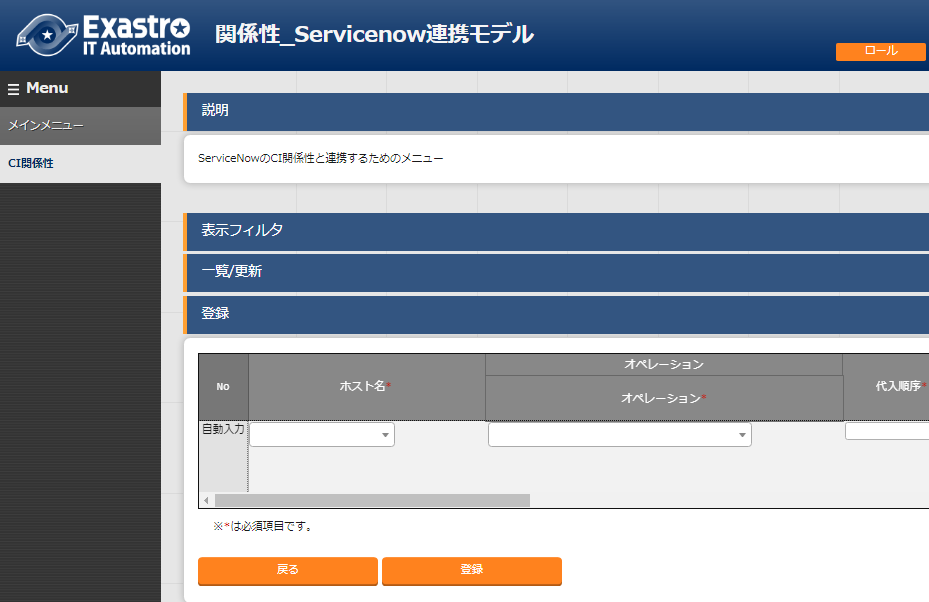 Exastro
IT Automation
関係性_Servicenow連携モデル
ロール
Menu
メインメニュー
CI関係性
説明
ServiceNowのCI関係性と連携するためのメニュー
表示フィルタ
一覧/更新
登録
オペレーション
No
ホスト名*
オペレーション*
代入順序*
自動入力
※*は必須項目です。
戻る
登録